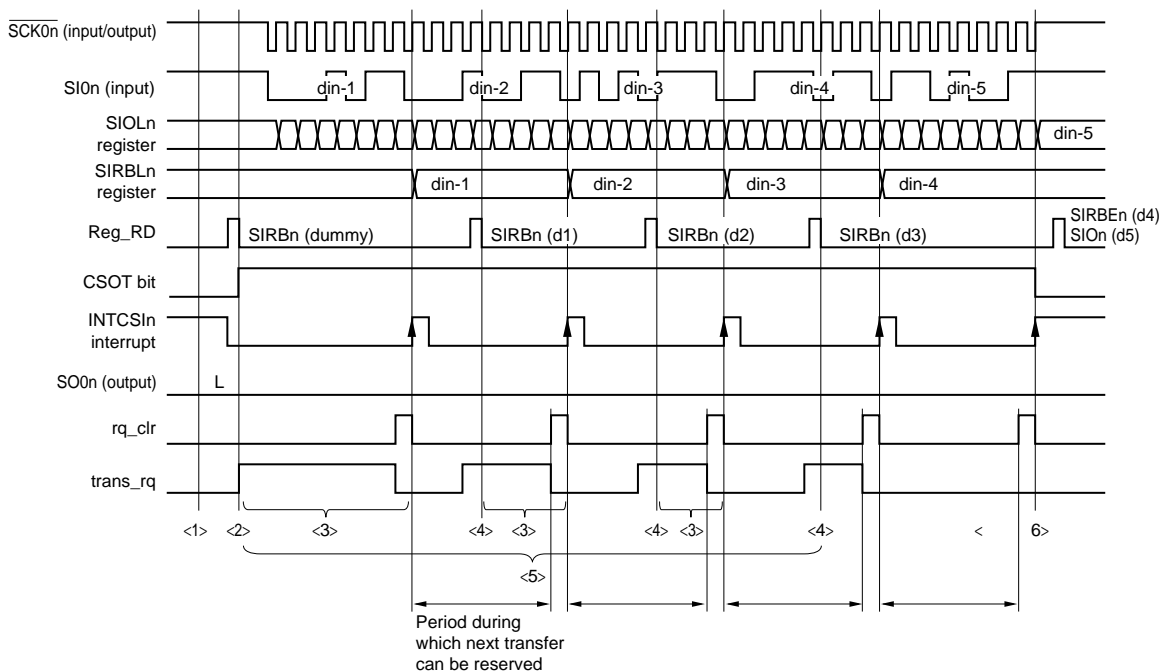 SCK0n (input/output)
SI0n (input) din-1 din-2 din-3 din-4 din-5
SIOLn
register
din-5
SIRBLn
register
din-1 din-2 din-3 din-4
Reg_RD SIRBn (dummy) SIRBn (d1) SIRBn (d2) SIRBn (d3)
SIRBEn (d4)
SIOn (d5)
CSOT bit
INTCSIn
interrupt
SO0n (output) L
rq_clr
trans_rq
<1> <2> <3> <4> <3> <4> <3> <4> < 6>
<5>
Period during
which next transfer
can be reserved